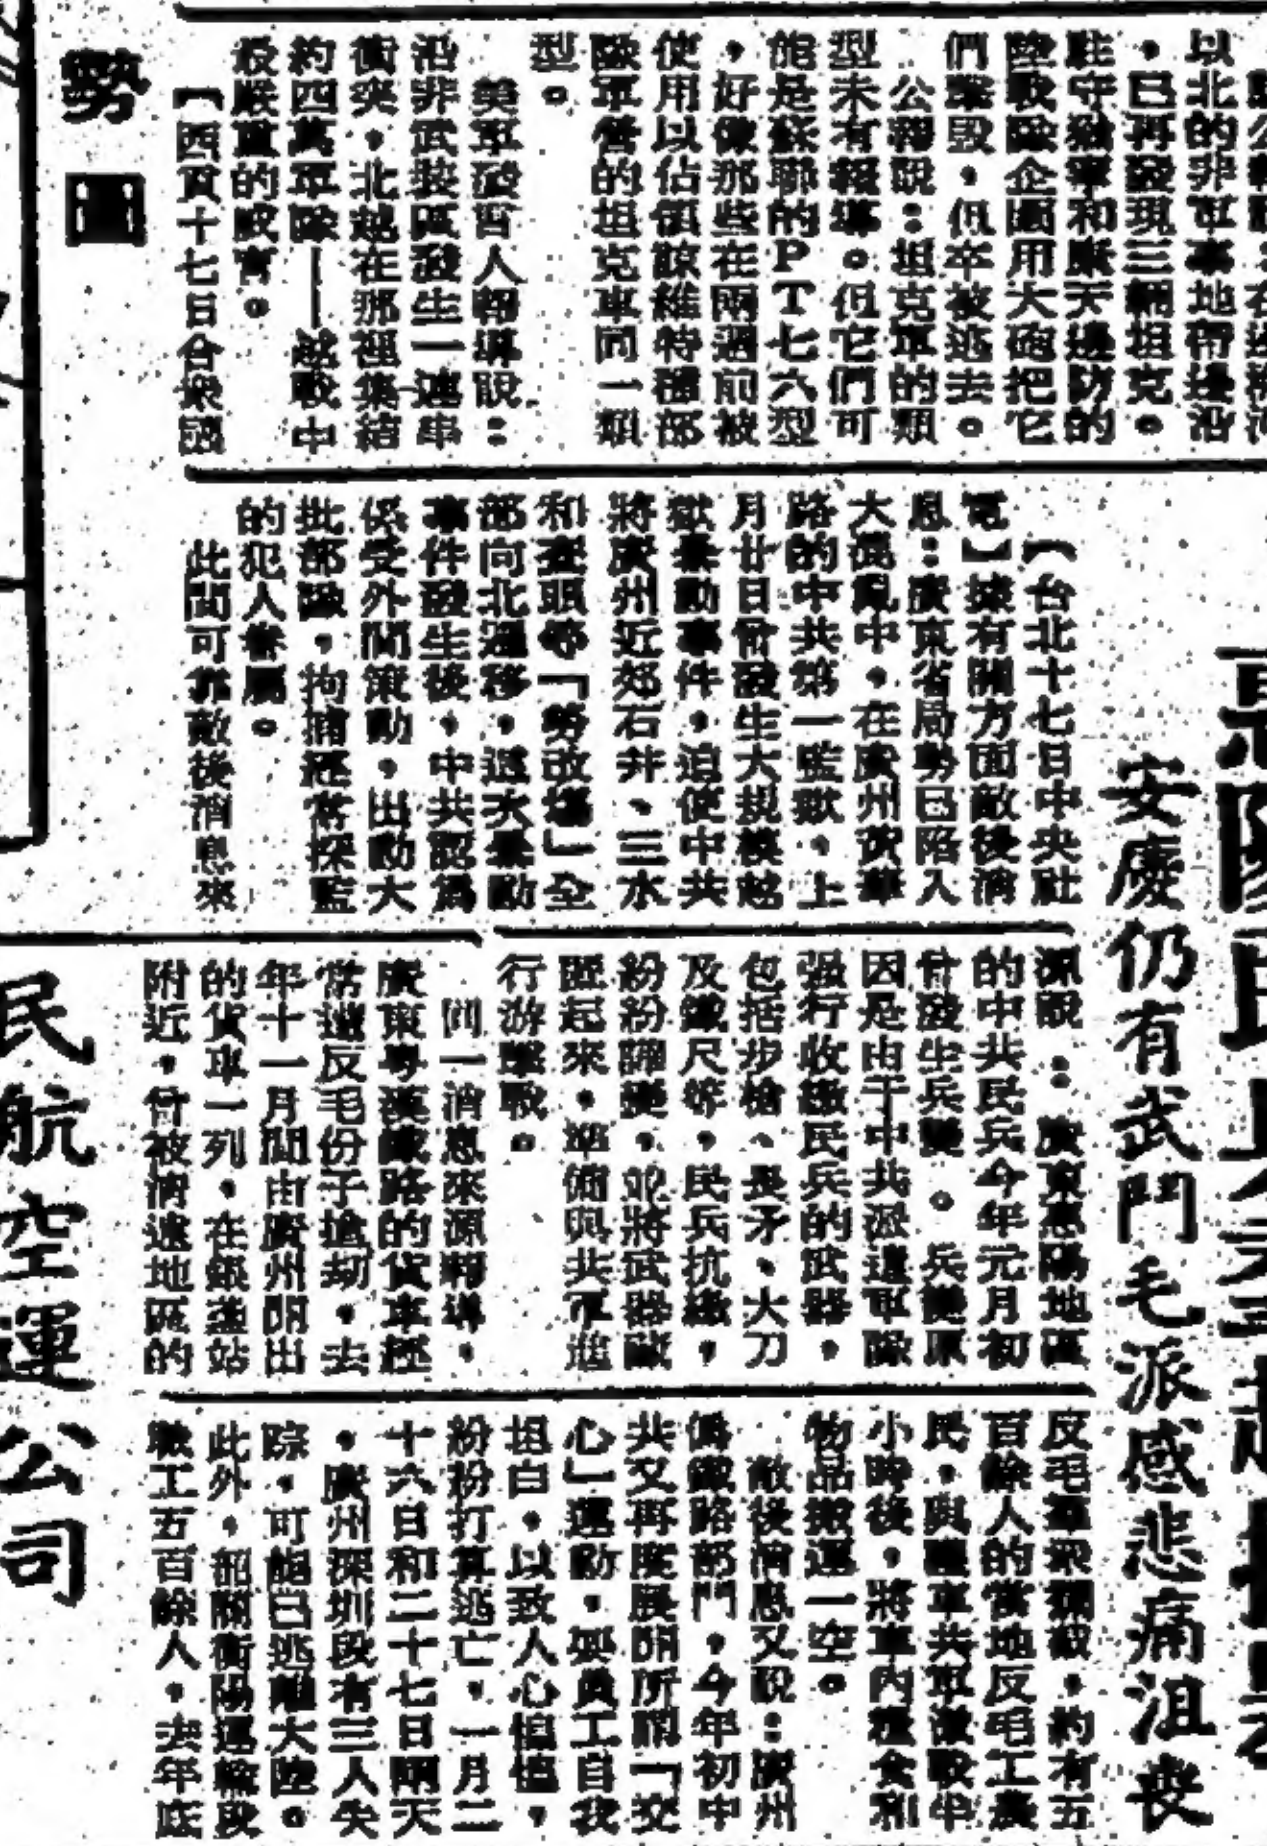 以北的非軍事地帶邊沿
，已再發現三輛坦克。
駐守獨軍和廉天邊防的
陸戰隊企圖用大砲把它
們擊毀，但卒被逃去。
公報說：坦克車的類
型未有報導。但它們可
能是蘇聯的PT七六型
，好像那些在兩週前被
使用以佔領諒維特種部
隊軍營的坦克車同一類
型。
美軍發言人報導說：
沿非武裝區發生一連串
衝突，北越在那裡集結
約四萬軍隊——越戰中
最嚴重的威脅。
【西貢十七日合眾國
勢圖
安慶仍有武鬥毛派感悲痛沮喪
【台北十七日中央社
電】據有關方面敵後消
息：廣東省局勢已陷入
大混亂中，在廣州黃華
路的中共第一監獄，上
月廿日曾發生大規模越
獄暴動事件，迫使中共
將廣州近郊石井、三水
和查頭等「勞改場」全
部向北遷移，這次暴動
事件發生後，中共認為
係受外間策動，出動大
批部隊，拘捕經常探監
的犯人眷屬。
此間可靠敵後消息來
源說：廣東惠陽地區
的中共民兵今年元月初
曾發生兵變。兵變原
因是由于中共派遣軍隊
强行收繳民兵的武器，
包括步槍、長矛、大刀
及鐵尺等，民兵抗繳，
紛紛譁變，並將武器藏
匿起來，準備與共軍進
行游擊戰。
同一消息來源報導，
廣東粵漢鐵路的貨車經
常遭反毛份子搶劫，去
年十一月間由廣州開出
的貨車一列，在銀盞站
附近，曾被清遠地區的
反毛羣眾攔截，約有五
百餘人的當地反毛工農
民，與護車共軍激戰半
小時後，將車內糧食和
物品搬運一空。
敵後消息又說：廣州
僞鐵路部門，今年初中
共又再度展開所謂「交
心」運動，要員工自我
坦白，以致人心惶惶，
紛紛打算逃亡，一月二
十六日和二十七日兩天
，廣州深圳段有三人失
踪，可能已逃離大陸。
此外，韶關衡陽運輸段
職工五百餘人，去年底
民航空運公司